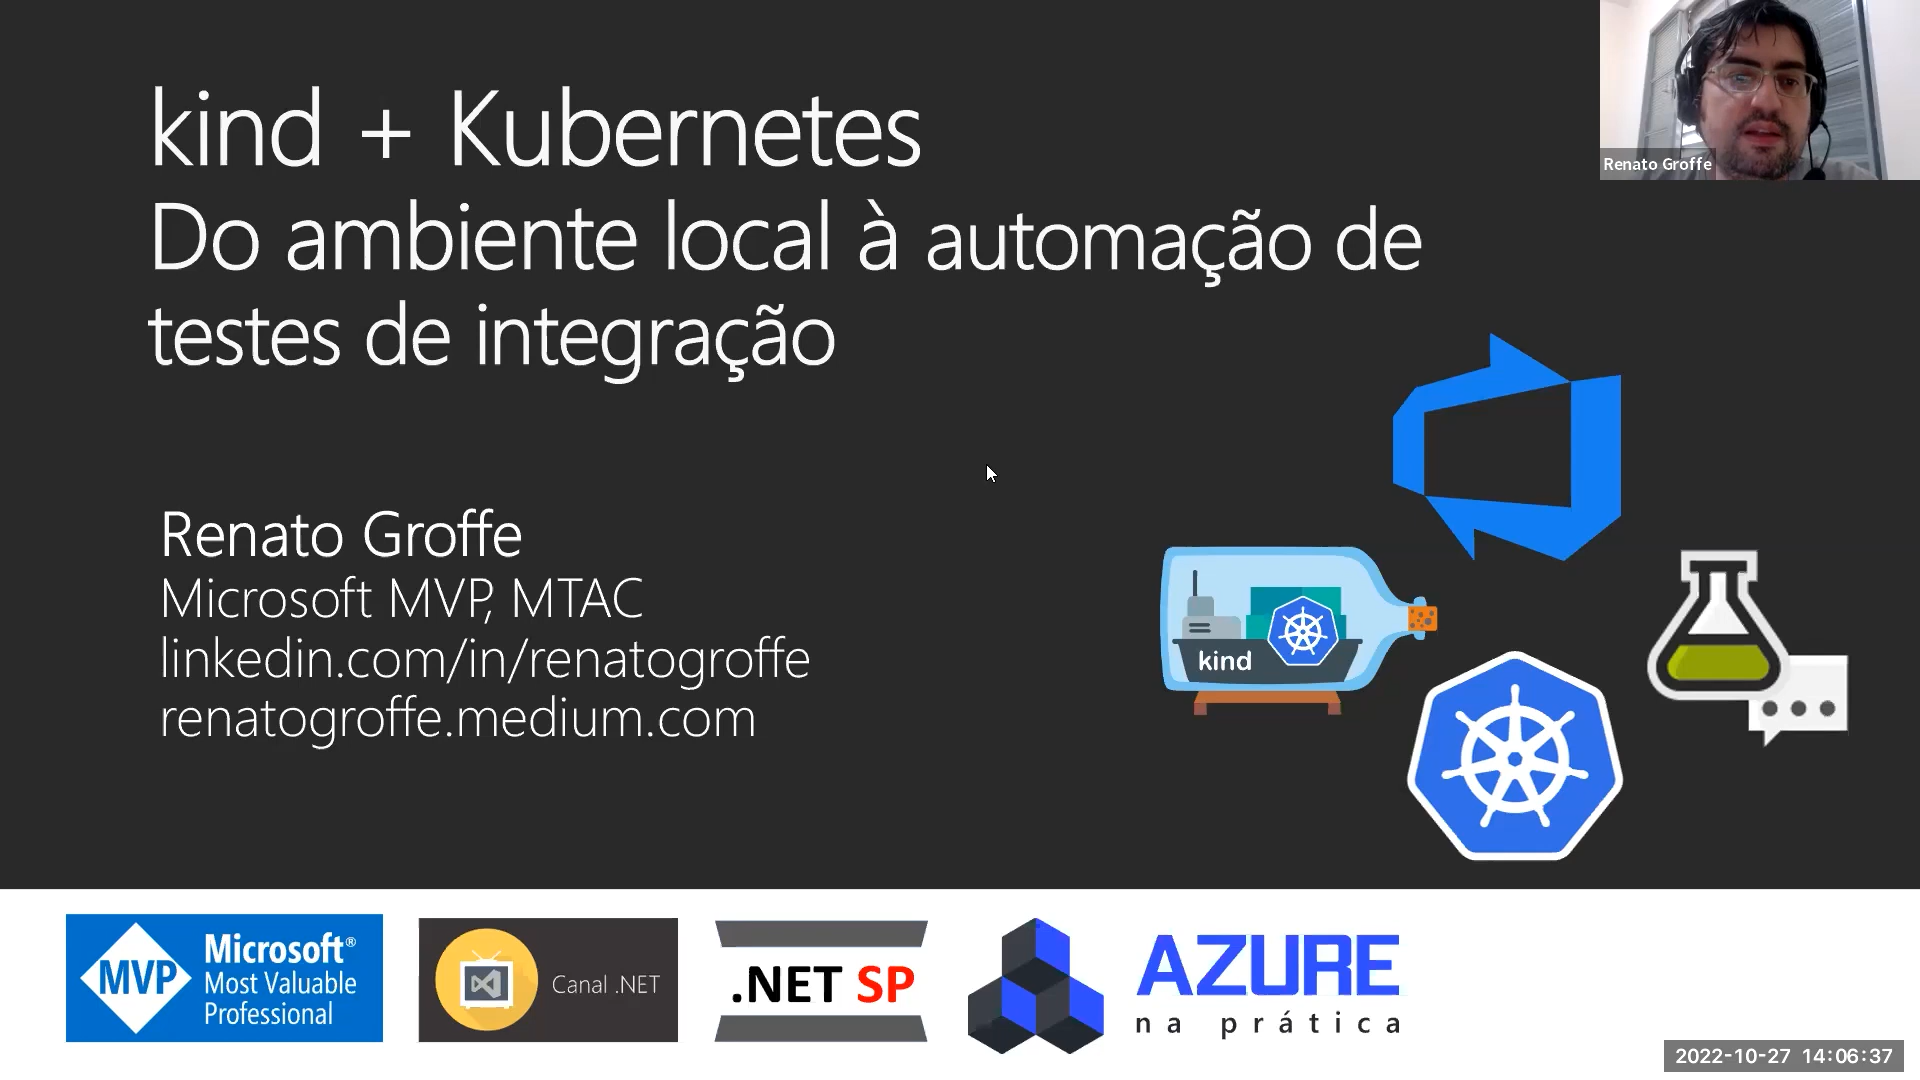 kind + Kubernetes
Do ambiente local à automação de
testes de integração
Renato Groffe
Renato Groffe
Microsoft MVP, MTAC
linkedin.com/in/renatogroffe
renatogroffe.medium.com
kind
MVP
Microsoft®
Most Valuable
Professional
Canal .NET
.NET SP
AZURE
na prática
2022-10-27 14:06:37